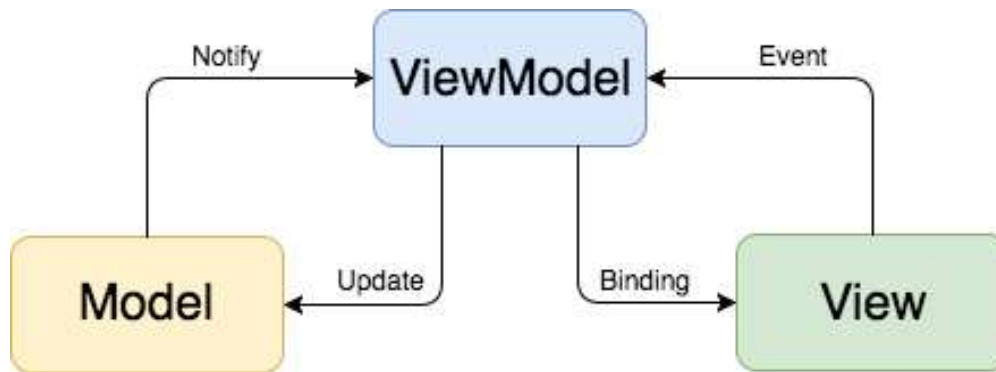 Notify
Event
ViewModel
Update
Binding
Model
View